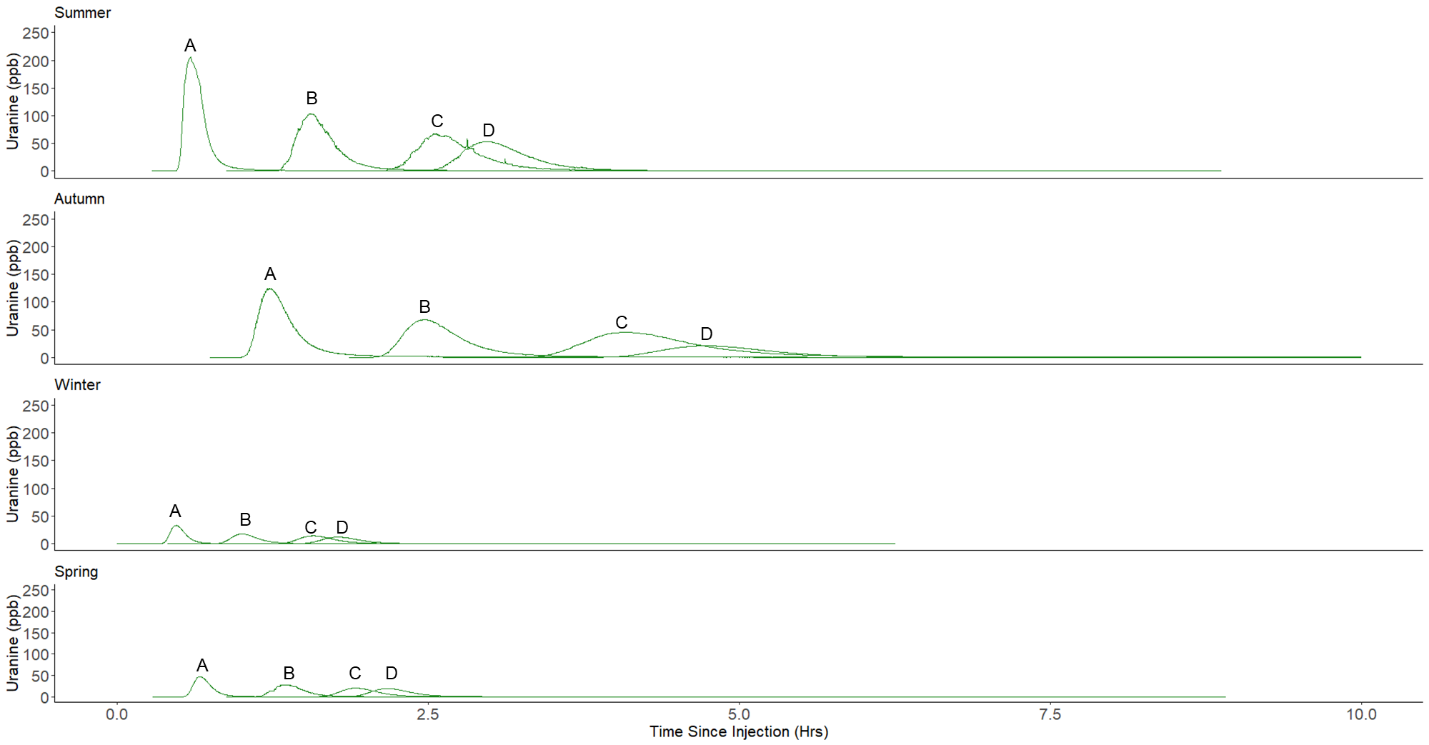 Summer
Uranine (ppb)
250
200
150
100
50
0
A
B
C
D
Autumn
Uranine (ppb)
250
200
150
100
50
0
A
B
C
D
Winter
Uranine (ppb)
250
200
150
100
50
0
A
B
C
D
Spring
Uranine (ppb)
250
200
150
100
50
0
A
B
C
D
0.0 2.5 5.0 7.5 10.0
Time Since Injection (Hrs)